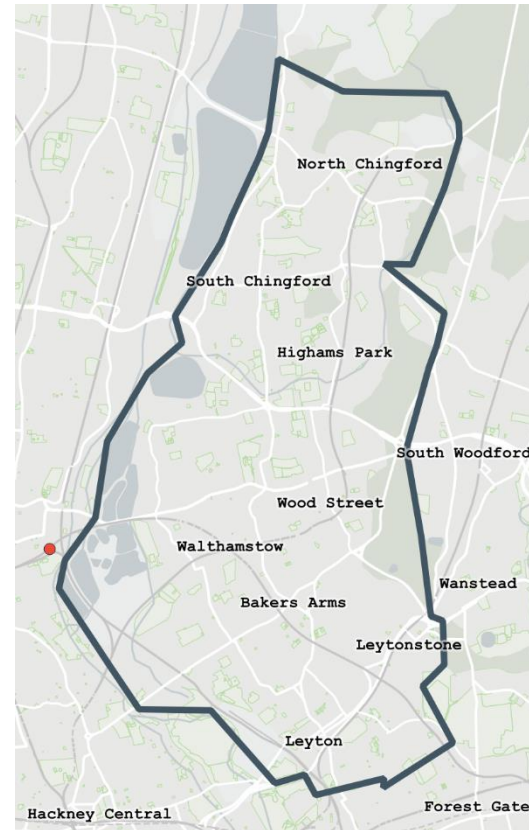 North Chingford
South Chingford
Highams Park
South Woodford
Wood Street
Walthamstow
Wanstead
Bakers Arms
Leytonstone
Leyton
Forest Gate
Hackney Central